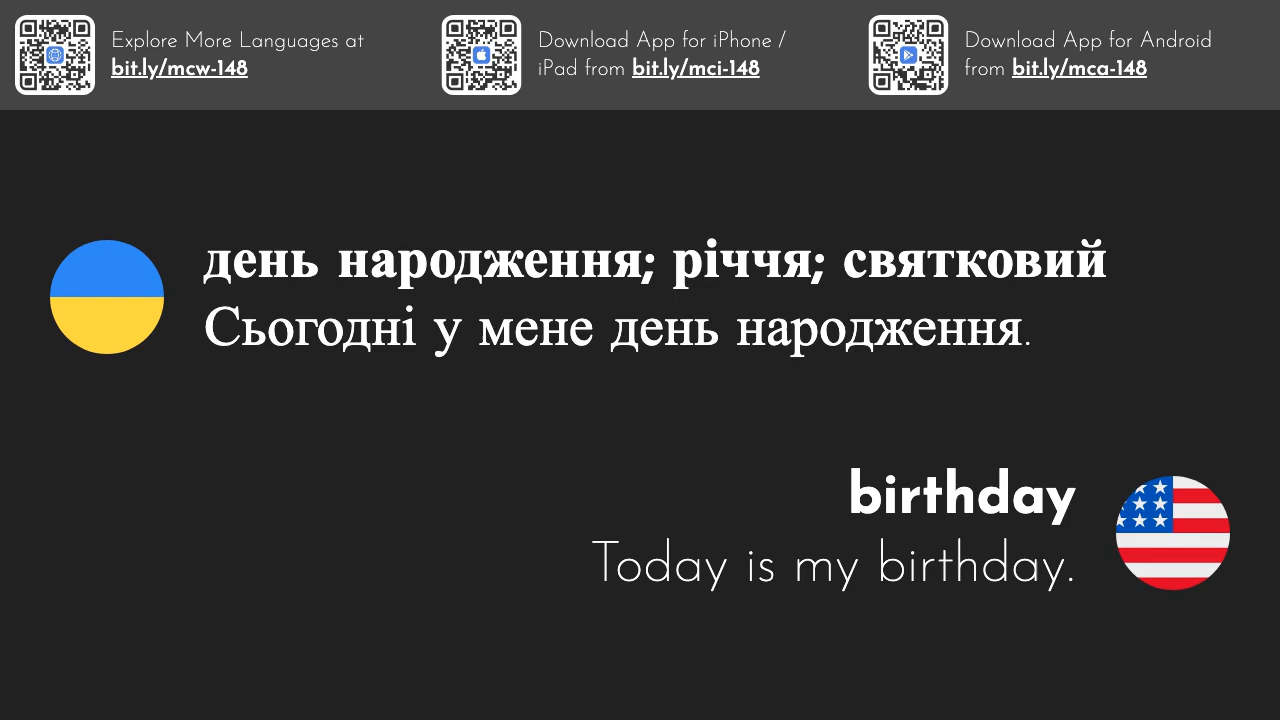 Explore More Languages at
bit.ly/mcw-148
Download App for iPhone /
iPad from bit.ly/mci-148
Download App for Android
from bit.ly/mca-148
день народження; річчя; святковий
Сьогодні у мене день народження.
birthday
Today is my birthday.